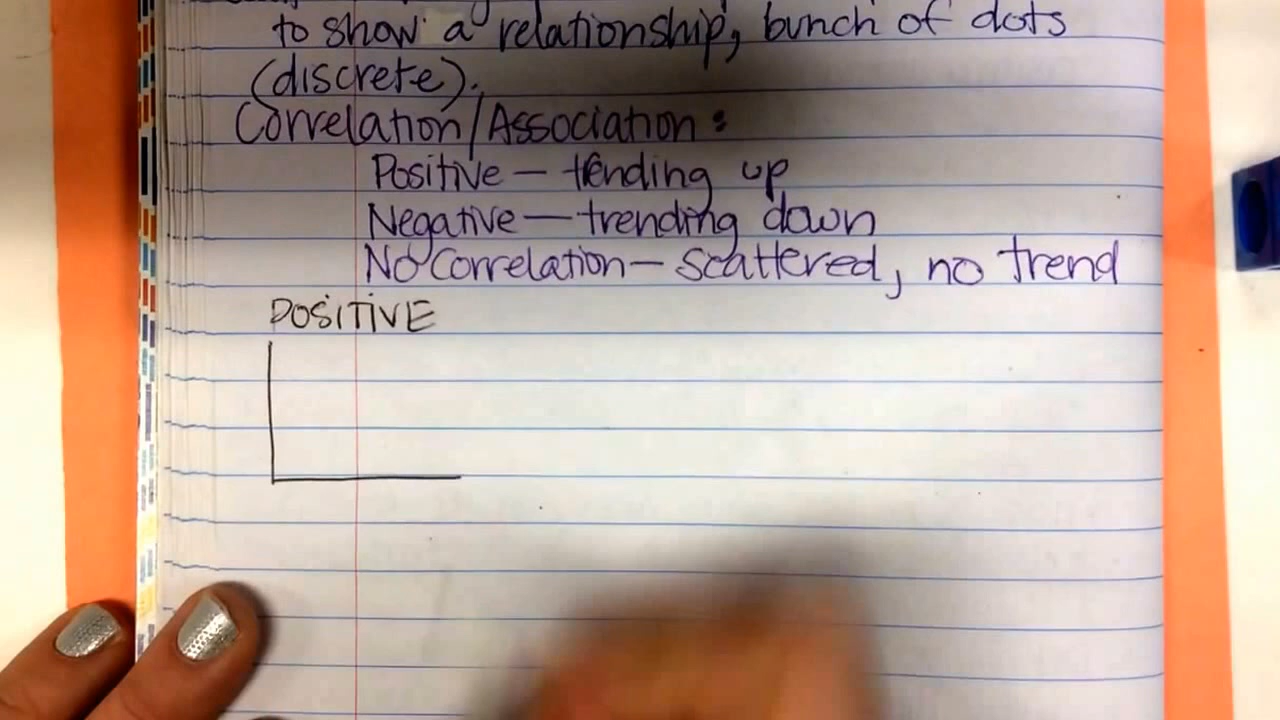 to show a relationship, bunch of dots
(discrete).
Correlation/Association:
Positive — trending up
Negative — trending down
No Correlation — scattered, no trend
POSITIVE